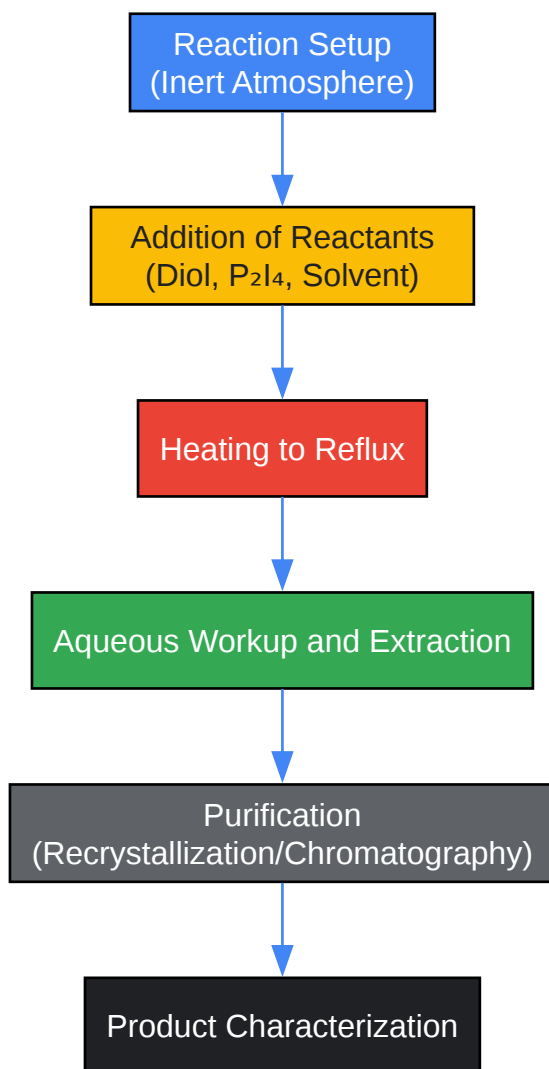 Reaction Setup
(Inert Atmosphere)
Addition of Reactants
(Diol, P₂I₄, Solvent)
Heating to Reflux
Aqueous Workup and Extraction
Purification
(Recrystallization/Chromatography)
Product Characterization